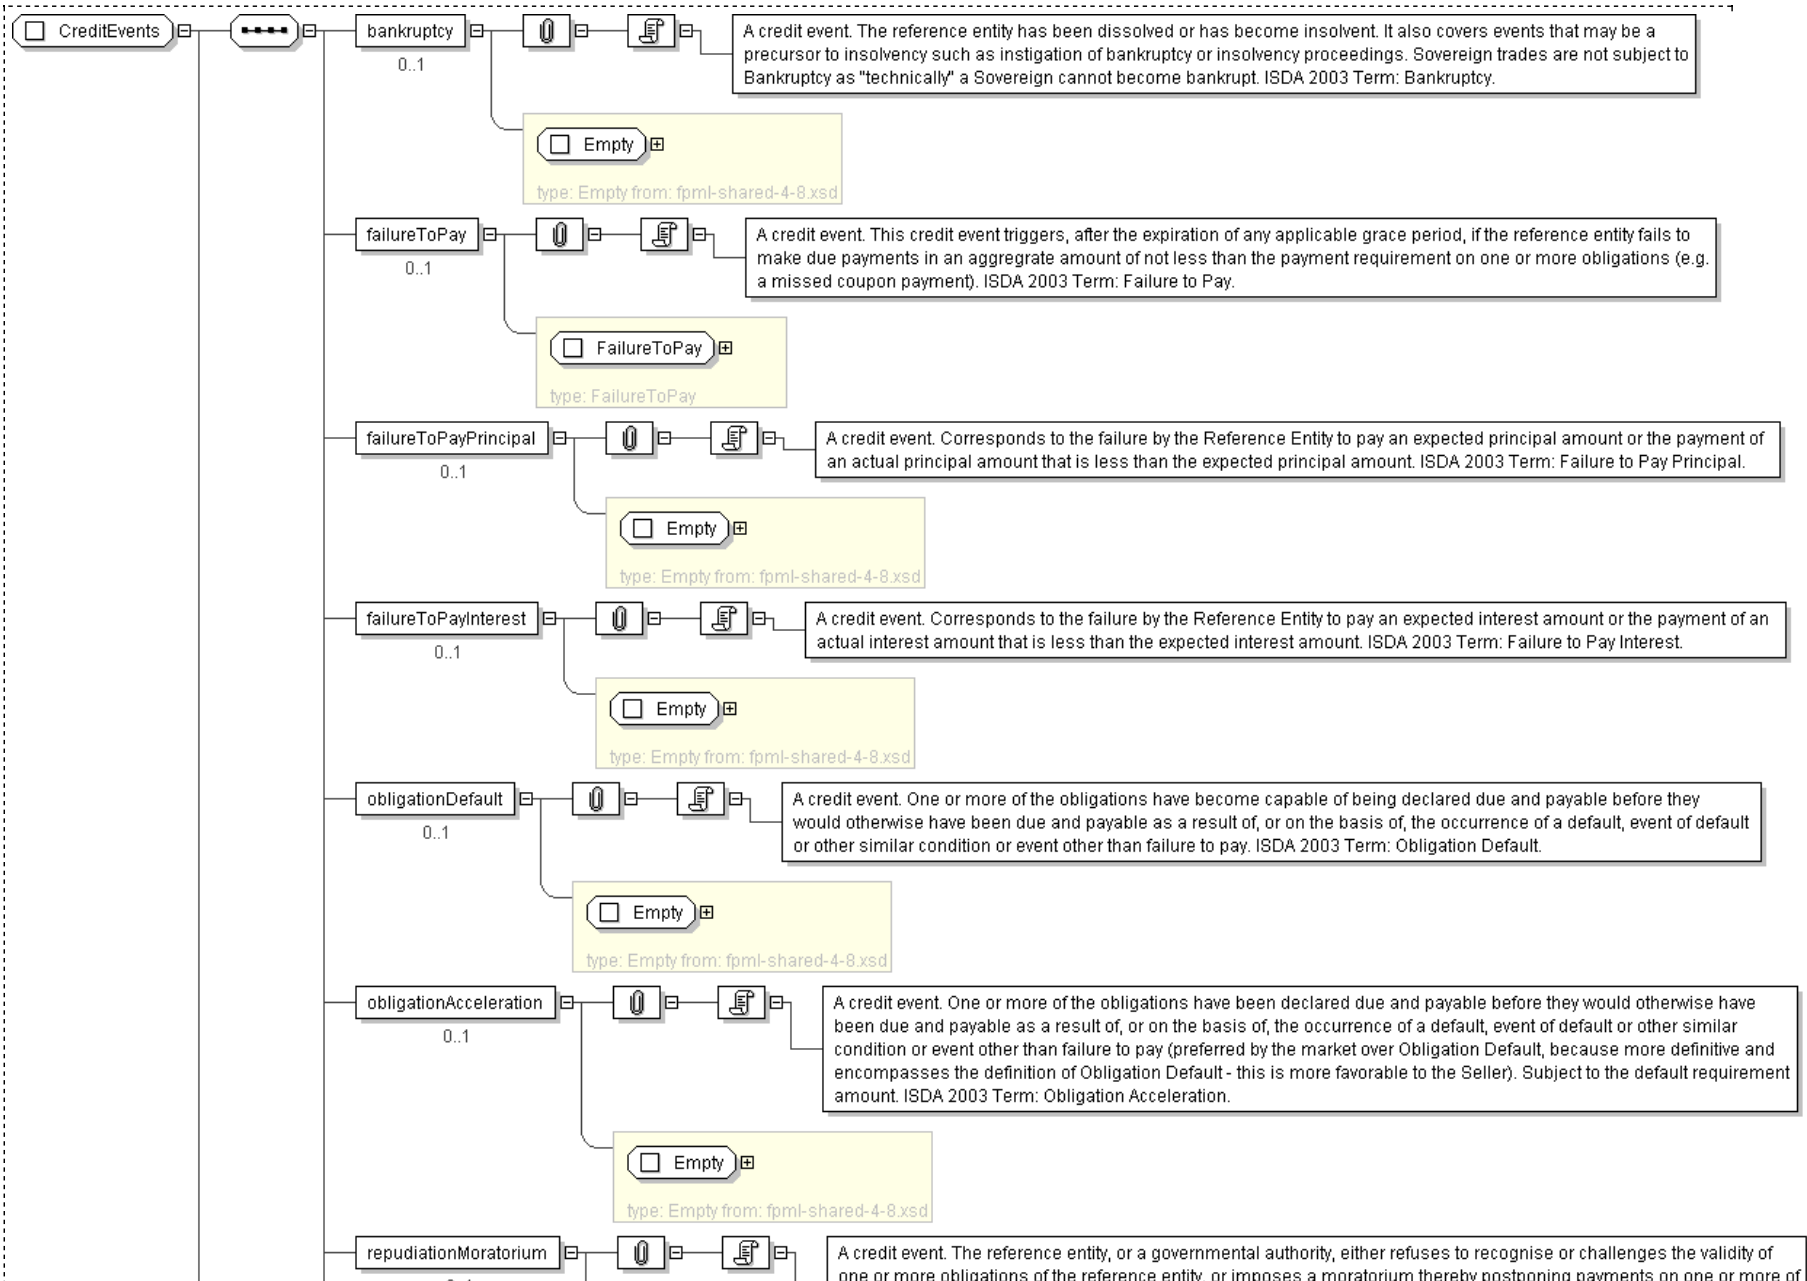 CreditEvents
bankruptcy
0..1
A credit event. The reference entity has been dissolved or has become insolvent. It also covers events that may be a
precursor to insolvency such as instigation of bankruptcy or insolvency proceedings. Sovereign trades are not subject to
Bankruptcy as "technically" a Sovereign cannot become bankrupt. ISDA 2003 Term: Bankruptcy.
Empty
type: Empty from: fpml-shared-4-8.xsd
failureToPay
0..1
A credit event. This credit event triggers, after the expiration of any applicable grace period, if the reference entity fails to
make due payments in an aggregrate amount of not less than the payment requirement on one or more obligations (e.g.
a missed coupon payment). ISDA 2003 Term: Failure to Pay.
FailureToPay
type: FailureToPay
failureToPayPrincipal
0..1
A credit event. Corresponds to the failure by the Reference Entity to pay an expected principal amount or the payment of
an actual principal amount that is less than the expected principal amount. ISDA 2003 Term: Failure to Pay Principal.
Empty
type: Empty from: fpml-shared-4-8.xsd
failureToPayInterest
0..1
A credit event. Corresponds to the failure by the Reference Entity to pay an expected interest amount or the payment of an
actual interest amount that is less than the expected interest amount. ISDA 2003 Term: Failure to Pay Interest.
Empty
type: Empty from: fpml-shared-4-8.xsd
obligationDefault
0..1
A credit event. One or more of the obligations have become capable of being declared due and payable before they
would otherwise have been due and payable as a result of, or on the basis of, the occurrence of a default, event of default
or other similar condition or event other than failure to pay. ISDA 2003 Term: Obligation Default.
Empty
type: Empty from: fpml-shared-4-8.xsd
obligationAcceleration
0..1
A credit event. One or more of the obligations have been declared due and payable before they would otherwise have
been due and payable as a result of, or on the basis of, the occurrence of a default, event of default or other similar
condition or event other than failure to pay (preferred by the market over Obligation Default, because more definitive and
encompasses the definition of Obligation Default - this is more favorable to the Seller). Subject to the default requirement
amount. ISDA 2003 Term: Obligation Acceleration.
Empty
type: Empty from: fpml-shared-4-8.xsd
repudiationMoratorium
A credit event. The reference entity, or a governmental authority, either refuses to recognise or challenges the validity of
one or more obligations of the reference entity, or imposes a moratorium thereby postponing payments on one or more of